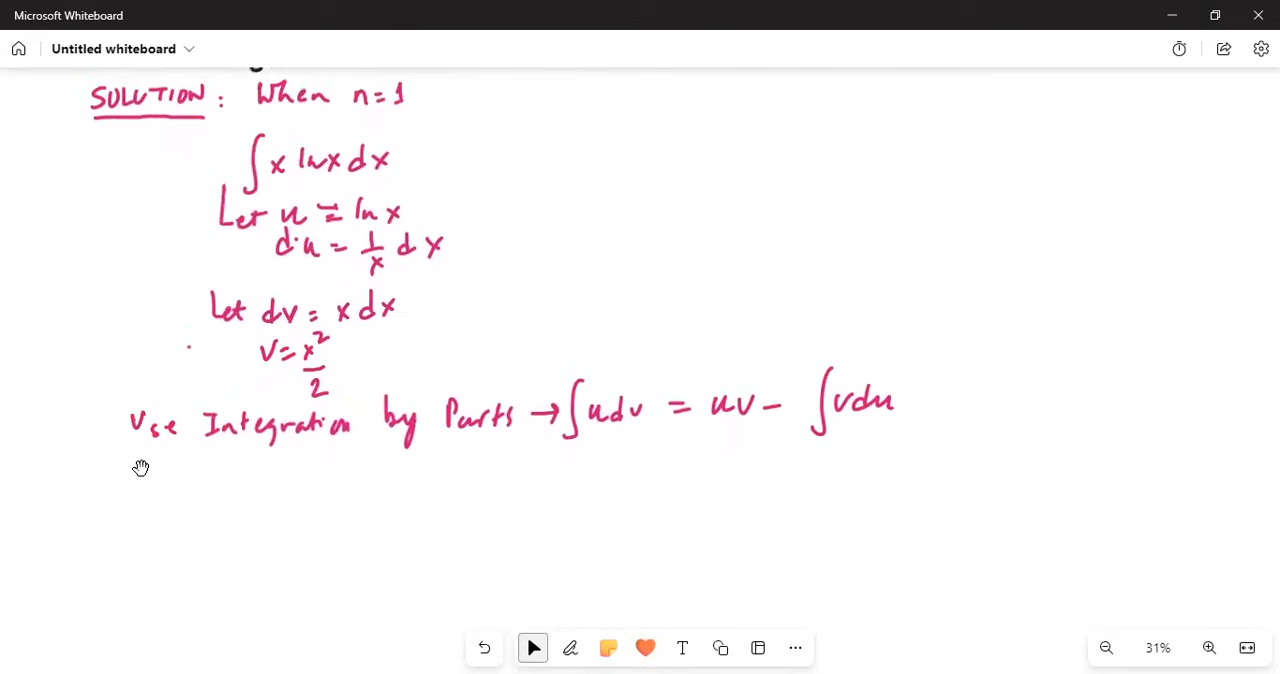 Microsoft Whiteboard
Untitled whiteboard
SOLUTION: When n=1
∫ x ln x dx
Let u = ln x
du = 1/x dx
Let dv = x dx
v = x²/2
Use Integration by Parts → ∫ u dv = uv - ∫ v du
31%